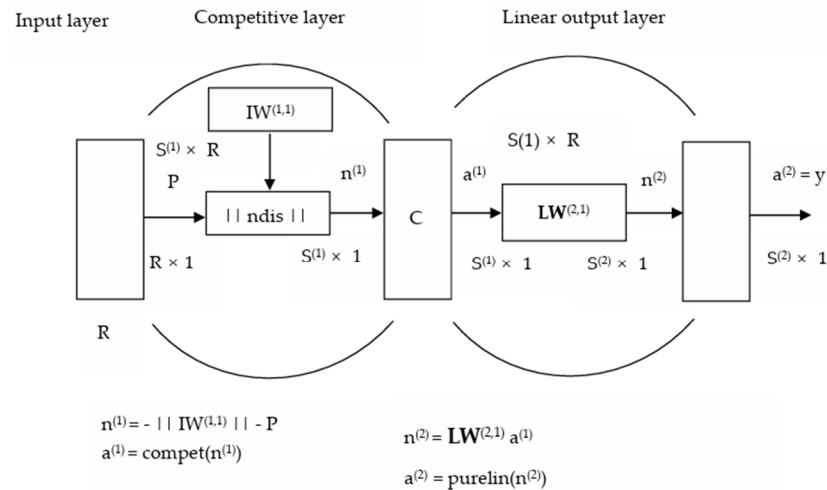 Input layer
Competitive layer
Linear output layer
IW⁽¹,¹⁾
S⁽¹⁾ × R
S(1) × R
P
n⁽¹⁾
a⁽¹⁾
n⁽²⁾
a⁽²⁾ = y
|| ndis ||
C
LW⁽²,¹⁾
R × 1
S⁽¹⁾ × 1
S⁽¹⁾ × 1
S⁽²⁾ × 1
S⁽²⁾ × 1
R
n⁽¹⁾ = - || IW⁽¹,¹⁾ || - P
a⁽¹⁾ = compet(n⁽¹⁾)
n⁽²⁾ = LW⁽²,¹⁾ a⁽¹⁾
a⁽²⁾ = purelin(n⁽²⁾)